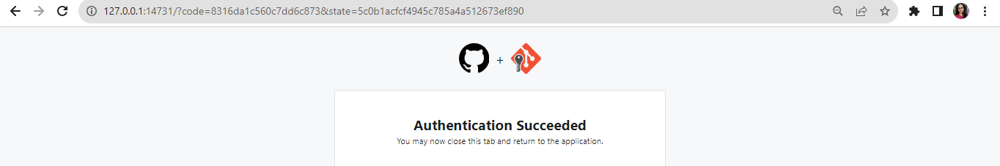 127.0.0.1:14731/?code=8316da1c560c7dd6c873&state=5c0b1acfcf4945c785a4a512673ef890
+
Authentication Succeeded
You may now close this tab and return to the application.